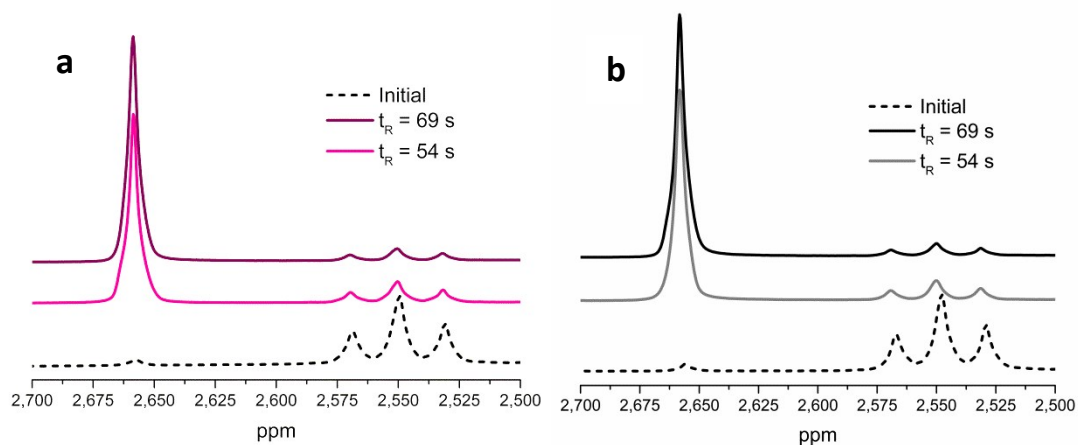 a
Initial
t_R = 69 s
t_R = 54 s
2,700 2,675 2,650 2,625 2,600 2,575 2,550 2,525 2,500
ppm
b
Initial
t_R = 69 s
t_R = 54 s
2,700 2,675 2,650 2,625 2,600 2,575 2,550 2,525 2,500
ppm